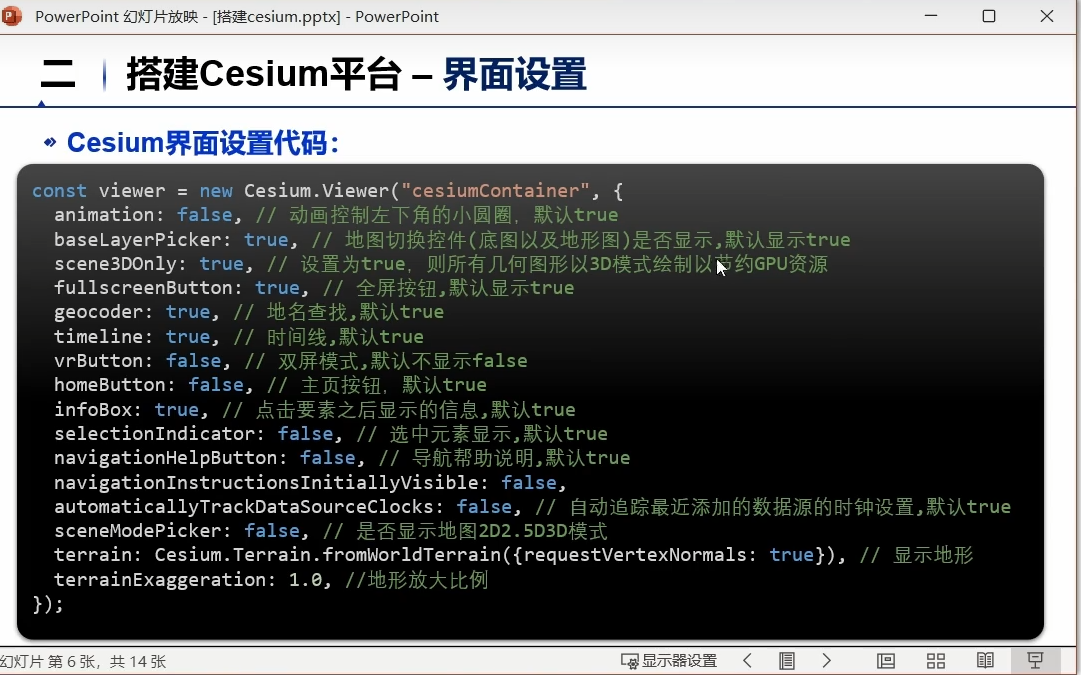 PowerPoint 幻灯片放映 - [搭建cesium.pptx] - PowerPoint
二 搭建Cesium平台 – 界面设置
Cesium界面设置代码：
const viewer = new Cesium.Viewer("cesiumContainer", {
animation: false, // 动画控制左下角的小圆圈，默认true
baseLayerPicker: true, // 地图切换控件(底图以及地形图)是否显示,默认显示true
scene3DOnly: true, // 设置为true，则所有几何图形以3D模式绘制以节约GPU资源
fullscreenButton: true, // 全屏按钮,默认显示true
geocoder: true, // 地名查找,默认true
timeline: true, // 时间线,默认true
vrButton: false, // 双屏模式,默认不显示false
homeButton: false, // 主页按钮，默认true
infoBox: true, // 点击要素之后显示的信息,默认true
selectionIndicator: false, // 选中元素显示,默认true
navigationHelpButton: false, // 导航帮助说明,默认true
navigationInstructionsInitiallyVisible: false,
automaticallyTrackDataSourceClocks: false, // 自动追踪最近添加的数据源的时钟设置,默认true
sceneModePicker: false, // 是否显示地图2D2.5D3D模式
terrain: Cesium.Terrain.fromWorldTerrain({requestVertexNormals: true}), // 显示地形
terrainExaggeration: 1.0, //地形放大比例
});
幻灯片 第 6 张，共 14 张 显示器设置